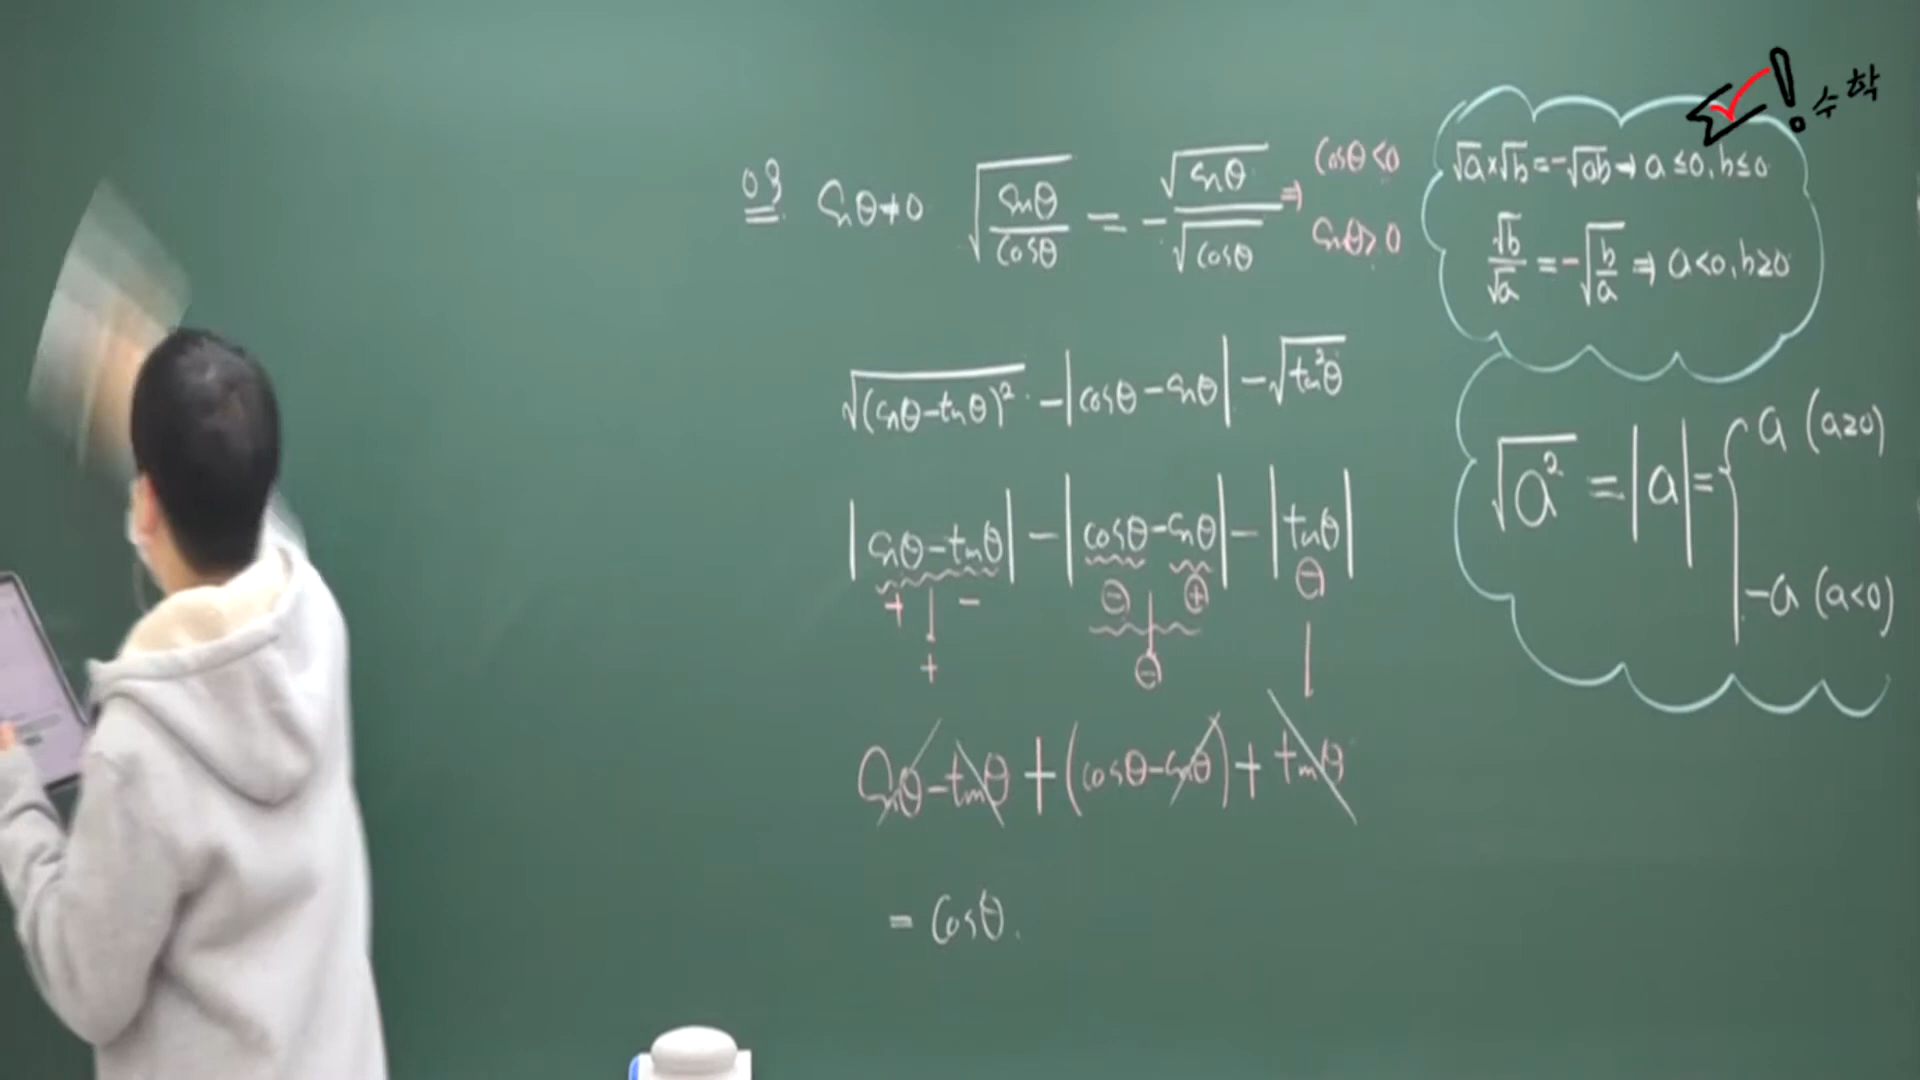 03 sinθ≠0 √(sinθ/cosθ) = -√sinθ/√cosθ ⇒ cosθ<0
sinθ>0
√(sinθ-tanθ)² - |cosθ-sinθ| - √tan²θ
|sinθ-tanθ| - |cosθ-sinθ| - |tanθ|
+ - ⊖ ⊕ ⊖
+ ⊖
sinθ-tanθ+(cosθ-sinθ)+tanθ
= cosθ.
√a×√b=-√ab → a≤0, b≤0
√b/√a = -√(b/a) ⇒ a<0, b≥0
√a² = |a| = { a (a≥0)
-a (a<0)
수학